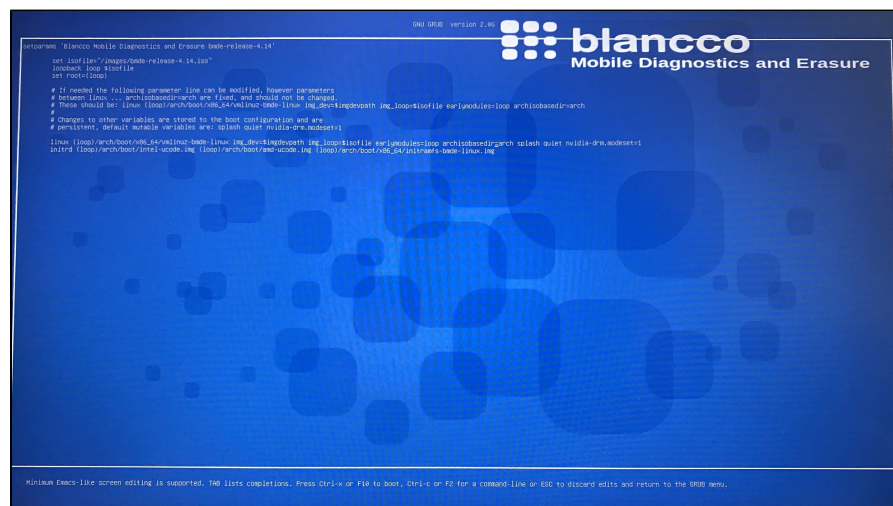 GNU GRUB version 2.06
blancco
Mobile Diagnostics and Erasure
setparams 'Blancco Mobile Diagnostics and Erasure bmde-release-4.14'
set isofile="/images/bmde-release-4.14.iso"
loopback loop $isofile
set root=(loop)
# If needed the following parameter line can be modified, however parameters
# between linux ... archisobasedir=arch are fixed, and should not be changed.
# These should be: linux (loop)/arch/boot/x86_64/vmlinuz-bmde-linux img_dev=$imgdevpath img_loop=$isofile earlymodules=loop archisobasedir=arch
#
# Changes to other variables are stored to the boot configuration and are
# persistent, default mutable variables are: splash quiet nvidia-drm.modeset=1
linux (loop)/arch/boot/x86_64/vmlinuz-bmde-linux img_dev=$imgdevpath img_loop=$isofile earlymodules=loop archisobasedir=arch splash quiet nvidia-drm.modeset=1
initrd (loop)/arch/boot/intel-ucode.img (loop)/arch/boot/amd-ucode.img (loop)/arch/boot/x86_64/initramfs-bmde-linux.img
Minimum Emacs-like screen editing is supported. TAB lists completions. Press Ctrl-x or F10 to boot, Ctrl-c or F2 for a command-line or ESC to discard edits and return to the GRUB menu.